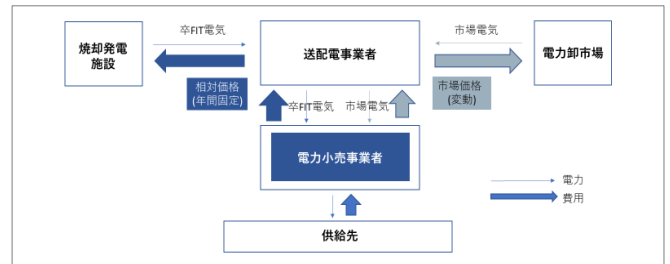 卒FIT電気
市場電気
焼却発電
施設
送配電事業者
電力卸市場
相対価格
(年間固定)
卒FIT電気
市場電気
市場価格
(変動)
電力小売事業者
電力
費用
供給先